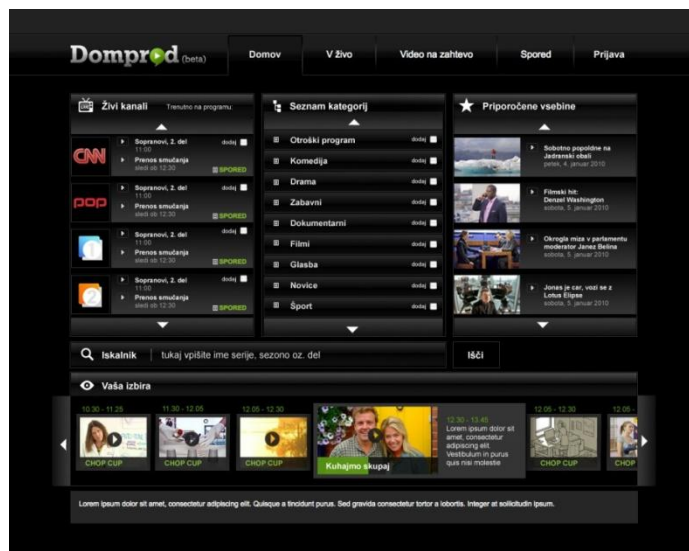 Domprod (beta)
Domov
V živo
Video na zahtevo
Spored
Prijava
Živi kanali
Trenutno na programu:
CNN
Sopranovi, 2. del
dodaj
11:00
Prenos smučanja
sledi ob 12:30
SPORED
pop
Sopranovi, 2. del
dodaj
11:00
Prenos smučanja
sledi ob 12:30
SPORED
1
Sopranovi, 2. del
dodaj
11:00
Prenos smučanja
sledi ob 12:30
SPORED
2
Sopranovi, 2. del
dodaj
11:00
Prenos smučanja
sledi ob 12:30
SPORED
Seznam kategorij
Otroški program
dodaj
Komedija
dodaj
Drama
dodaj
Zabavni
dodaj
Dokumentarni
dodaj
Filmi
dodaj
Glasba
dodaj
Novice
dodaj
Šport
dodaj
Priporočene vsebine
Sobotno popoldne na
Jadranski obali
petek, 4. januar 2010
Filmski hit:
Denzel Washington
sobota, 5. januar 2010
Okrogla miza v parlamentu
moderator Janez Belina
sobota, 5. januar 2010
Jonas je car, vozi se z
Lotus Elipse
sobota, 5. januar 2010
Iskalnik
tukaj vpišite ime serije, sezono oz. del
Išči
Vaša izbira
10:30 - 11.25
CHOP CUP
11:30 - 12:05
CHOP CUP
12:05 - 12:30
CHOP CUP
Kuhajmo skupaj
12:30 - 13:45
Lorem ipsum dolor sit
amet, consectetur
adipiscing elit.
Vestibulum in purus
quis nisi molestie
12:05 - 12:30
CHOP CUP
12:05 -
CHOP CUP
Lorem ipsum dolor sit amet, consectetur adipiscing elit. Quisque a tincidunt purus. Sed gravida consectetur tortor a lobortis. Integer at sollicitudin ipsum.